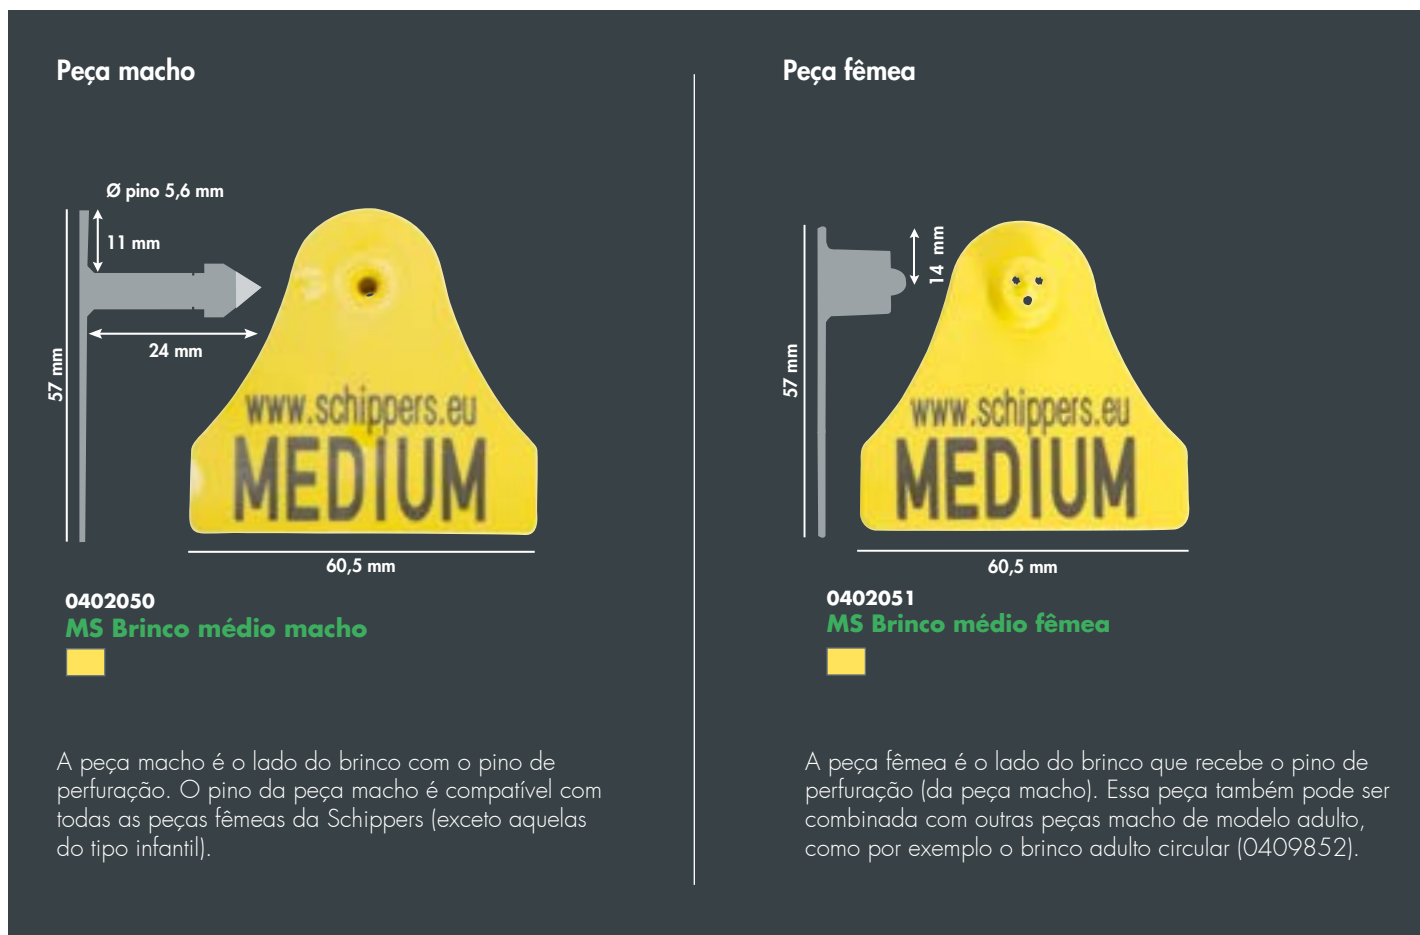 Peça macho
Ø pino 5,6 mm
11 mm
24 mm
57 mm
www.schippers.eu
MEDIUM
60,5 mm
0402050
MS Brinco médio macho
A peça macho é o lado do brinco com o pino de
perfuração. O pino da peça macho é compatível com
todas as peças fêmeas da Schippers (exceto aquelas
do tipo infantil).
Peça fêmea
14 mm
57 mm
www.schippers.eu
MEDIUM
60,5 mm
0402051
MS Brinco médio fêmea
A peça fêmea é o lado do brinco que recebe o pino de
perfuração (da peça macho). Essa peça também pode ser
combinada com outras peças macho de modelo adulto,
como por exemplo o brinco adulto circular (0409852).